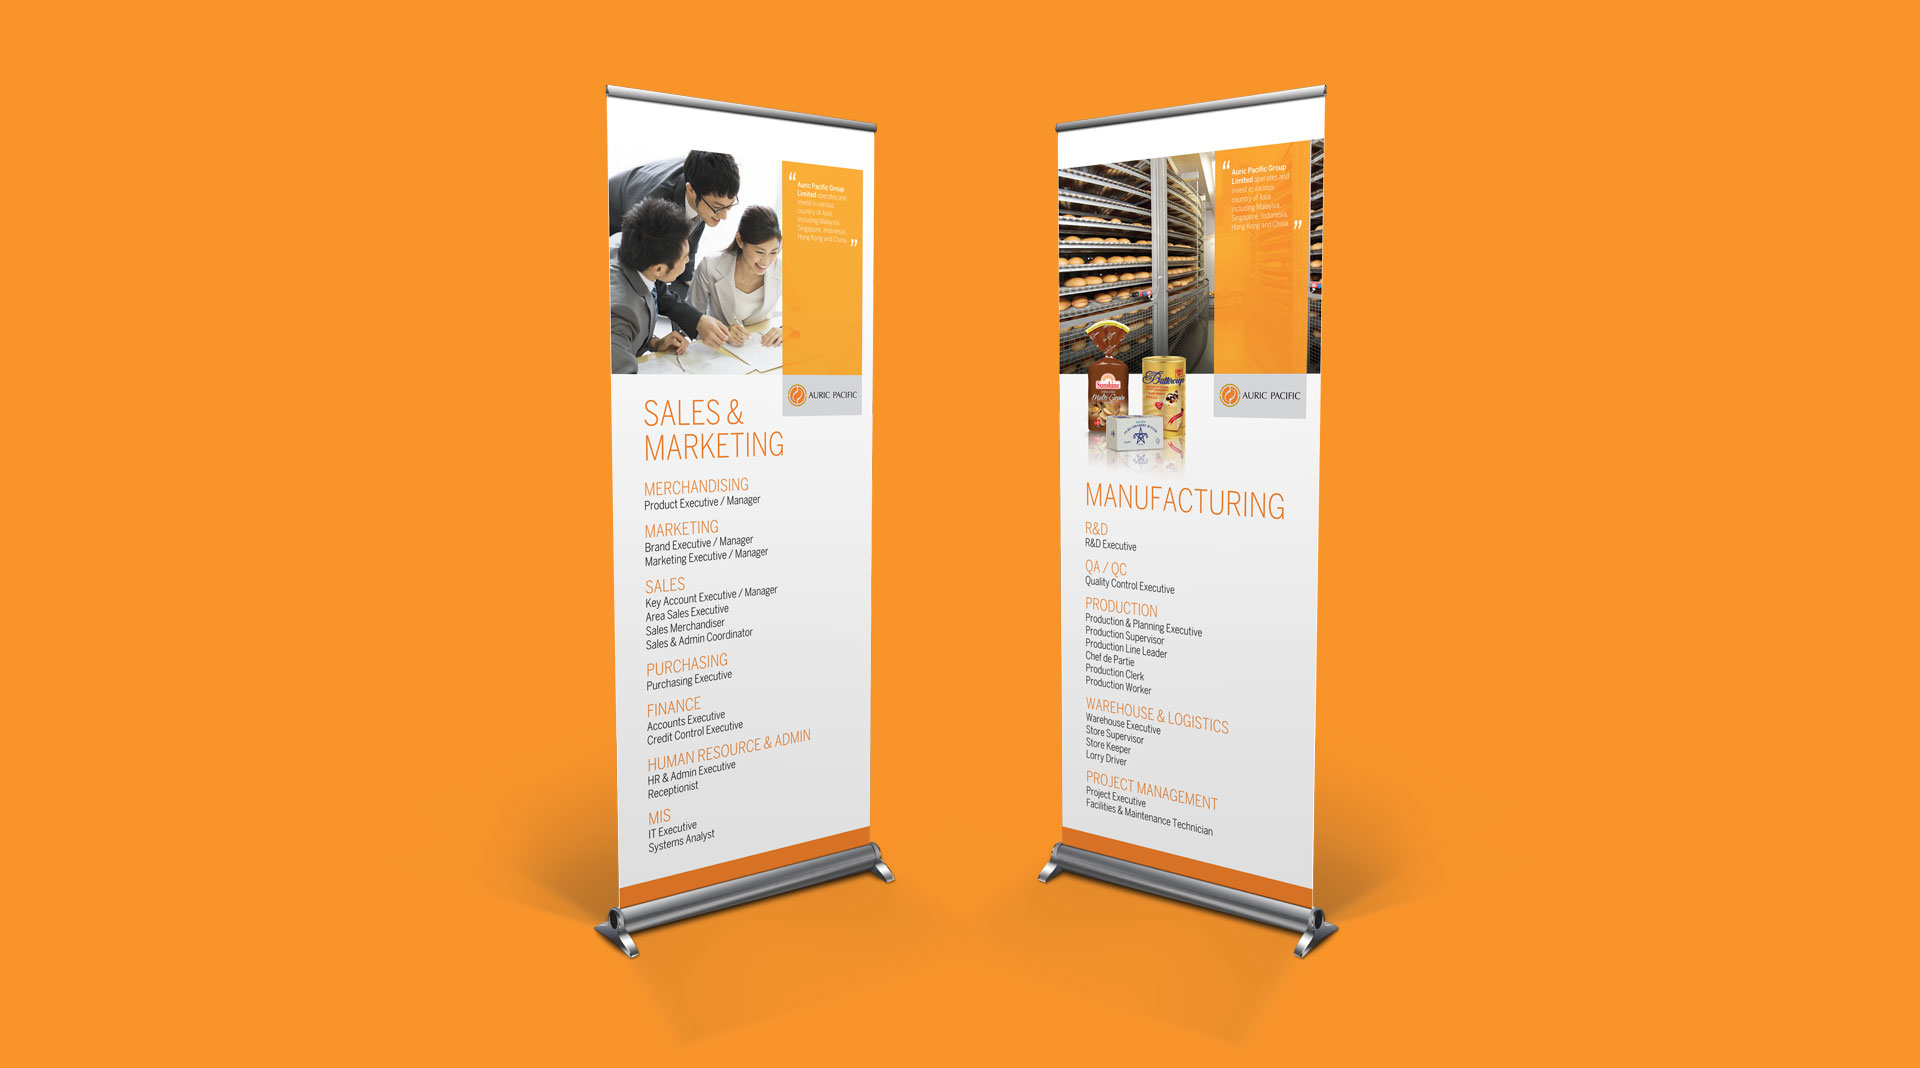 “
Auric Pacific Group
Limited operates and
invest in various
country of Asia
including Malaysia,
Singapore, Indonesia,
Hong Kong and China.
”
AURIC PACIFIC
SALES &
MARKETING
MERCHANDISING
Product Executive / Manager
MARKETING
Brand Executive / Manager
Marketing Executive / Manager
SALES
Key Account Executive / Manager
Area Sales Executive
Sales Merchandiser
Sales & Admin Coordinator
PURCHASING
Purchasing Executive
FINANCE
Accounts Executive
Credit Control Executive
HUMAN RESOURCE & ADMIN
HR & Admin Executive
Receptionist
MIS
IT Executive
Systems Analyst
“
Auric Pacific Group
Limited operates and
invest in various
country of Asia
including Malaysia,
Singapore, Indonesia,
Hong Kong and China.
”
AURIC PACIFIC
Sunshine
Multi-Grain
Buttercup
MANUFACTURING
R&D
R&D Executive
QA / QC
Quality Control Executive
PRODUCTION
Production & Planning Executive
Production Supervisor
Production Line Leader
Chef de Partie
Production Clerk
Production Worker
WAREHOUSE & LOGISTICS
Warehouse Executive
Store Supervisor
Store Keeper
Lorry Driver
PROJECT MANAGEMENT
Project Executive
Facilities & Maintenance Technician